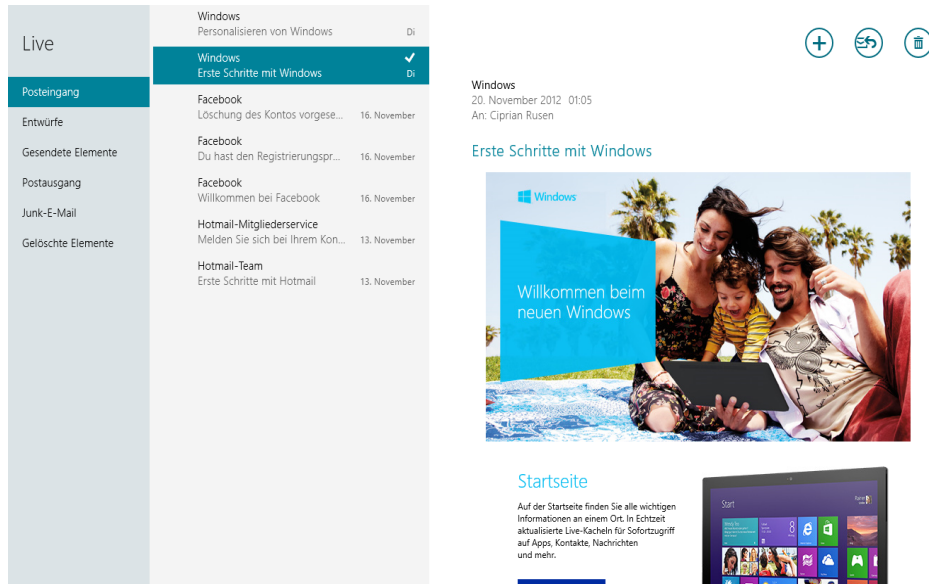 Live
Posteingang
Entwürfe
Gesendete Elemente
Postausgang
Junk-E-Mail
Gelöschte Elemente
Windows
Personalisieren von Windows Di
Windows
Erste Schritte mit Windows Di
Facebook
Löschung des Kontos vorgese... 16. November
Facebook
Du hast den Registrierungspr... 16. November
Facebook
Willkommen bei Facebook 16. November
Hotmail-Mitgliederservice
Melden Sie sich bei Ihrem Kon... 13. November
Hotmail-Team
Erste Schritte mit Hotmail 13. November
Windows
20. November 2012 01:05
An: Ciprian Rusen
Erste Schritte mit Windows
Windows
Willkommen beim
neuen Windows
Startseite
Auf der Startseite finden Sie alle wichtigen
Informationen an einem Ort. In Echtzeit
aktualisierte Live-Kacheln für Sofortzugriff
auf Apps, Kontakte, Nachrichten
und mehr.
Start
8